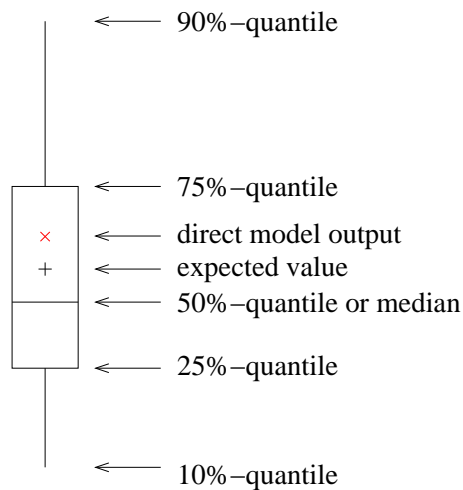 90%-quantile
75%-quantile
direct model output
expected value
50%-quantile or median
25%-quantile
10%-quantile